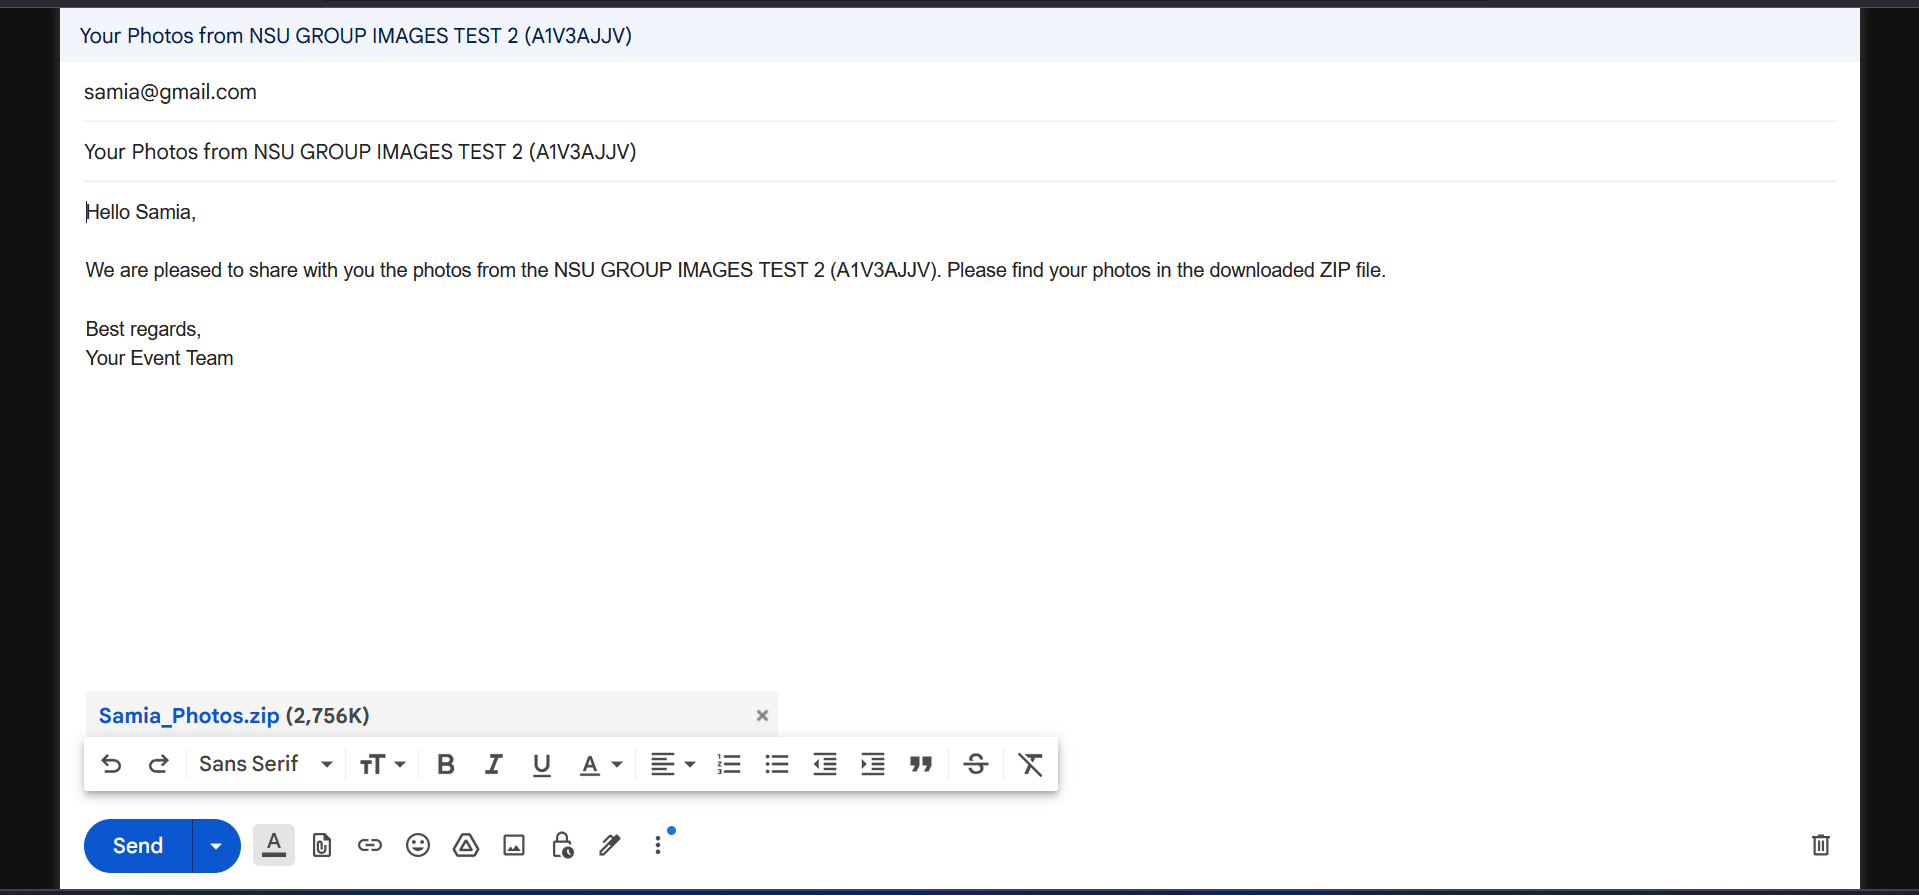 Your Photos from NSU GROUP IMAGES TEST 2 (A1V3AJJV)
samia@gmail.com
Your Photos from NSU GROUP IMAGES TEST 2 (A1V3AJJV)
Hello Samia,
We are pleased to share with you the photos from the NSU GROUP IMAGES TEST 2 (A1V3AJJV). Please find your photos in the downloaded ZIP file.
Best regards,
Your Event Team
Samia_Photos.zip (2,756K)
Sans Serif
Send